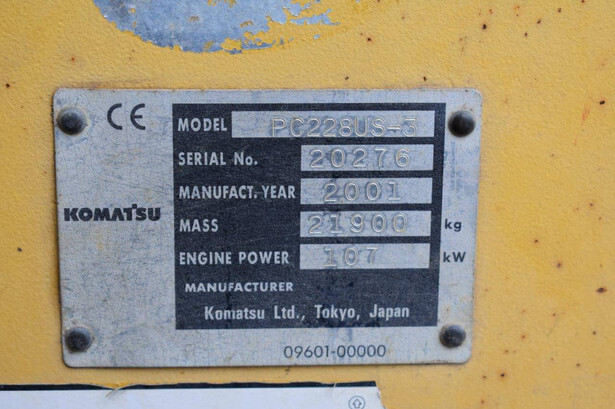 CE
MODEL PC228US-3
SERIAL No. 20276
MANUFACT. YEAR 2001
KOMATSU
MASS 21900 kg
ENGINE POWER 107 kW
MANUFACTURER
Komatsu Ltd., Tokyo, Japan
09601-00000